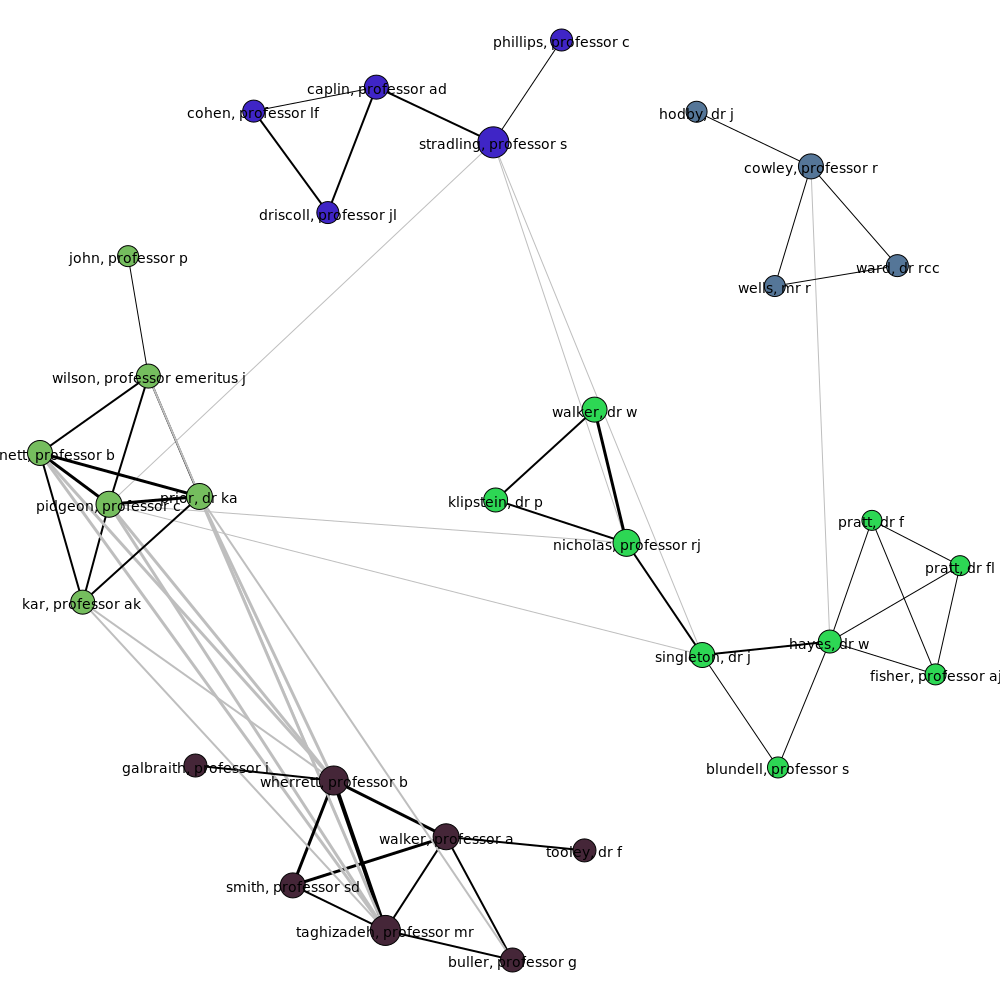 phillips, professor c
caplin, professor ad
cohen, professor lf
hodby, dr j
stradling, professor s
cowley, professor r
driscoll, professor jl
john, professor p
ward, dr rcc
wells, mr r
wilson, professor emeritus j
walker, dr w
nett, professor b
prior, dr ka
pidgeon, professor c
klipstein, dr p
pratt, dr f
nicholas, professor rj
pratt, dr fl
kar, professor ak
hayes, dr w
singleton, dr j
fisher, professor aj
galbraith, professor i
blundell, professor s
wherrett, professor b
walker, professor a
tooley, dr f
smith, professor sd
taghizadeh, professor mr
buller, professor g